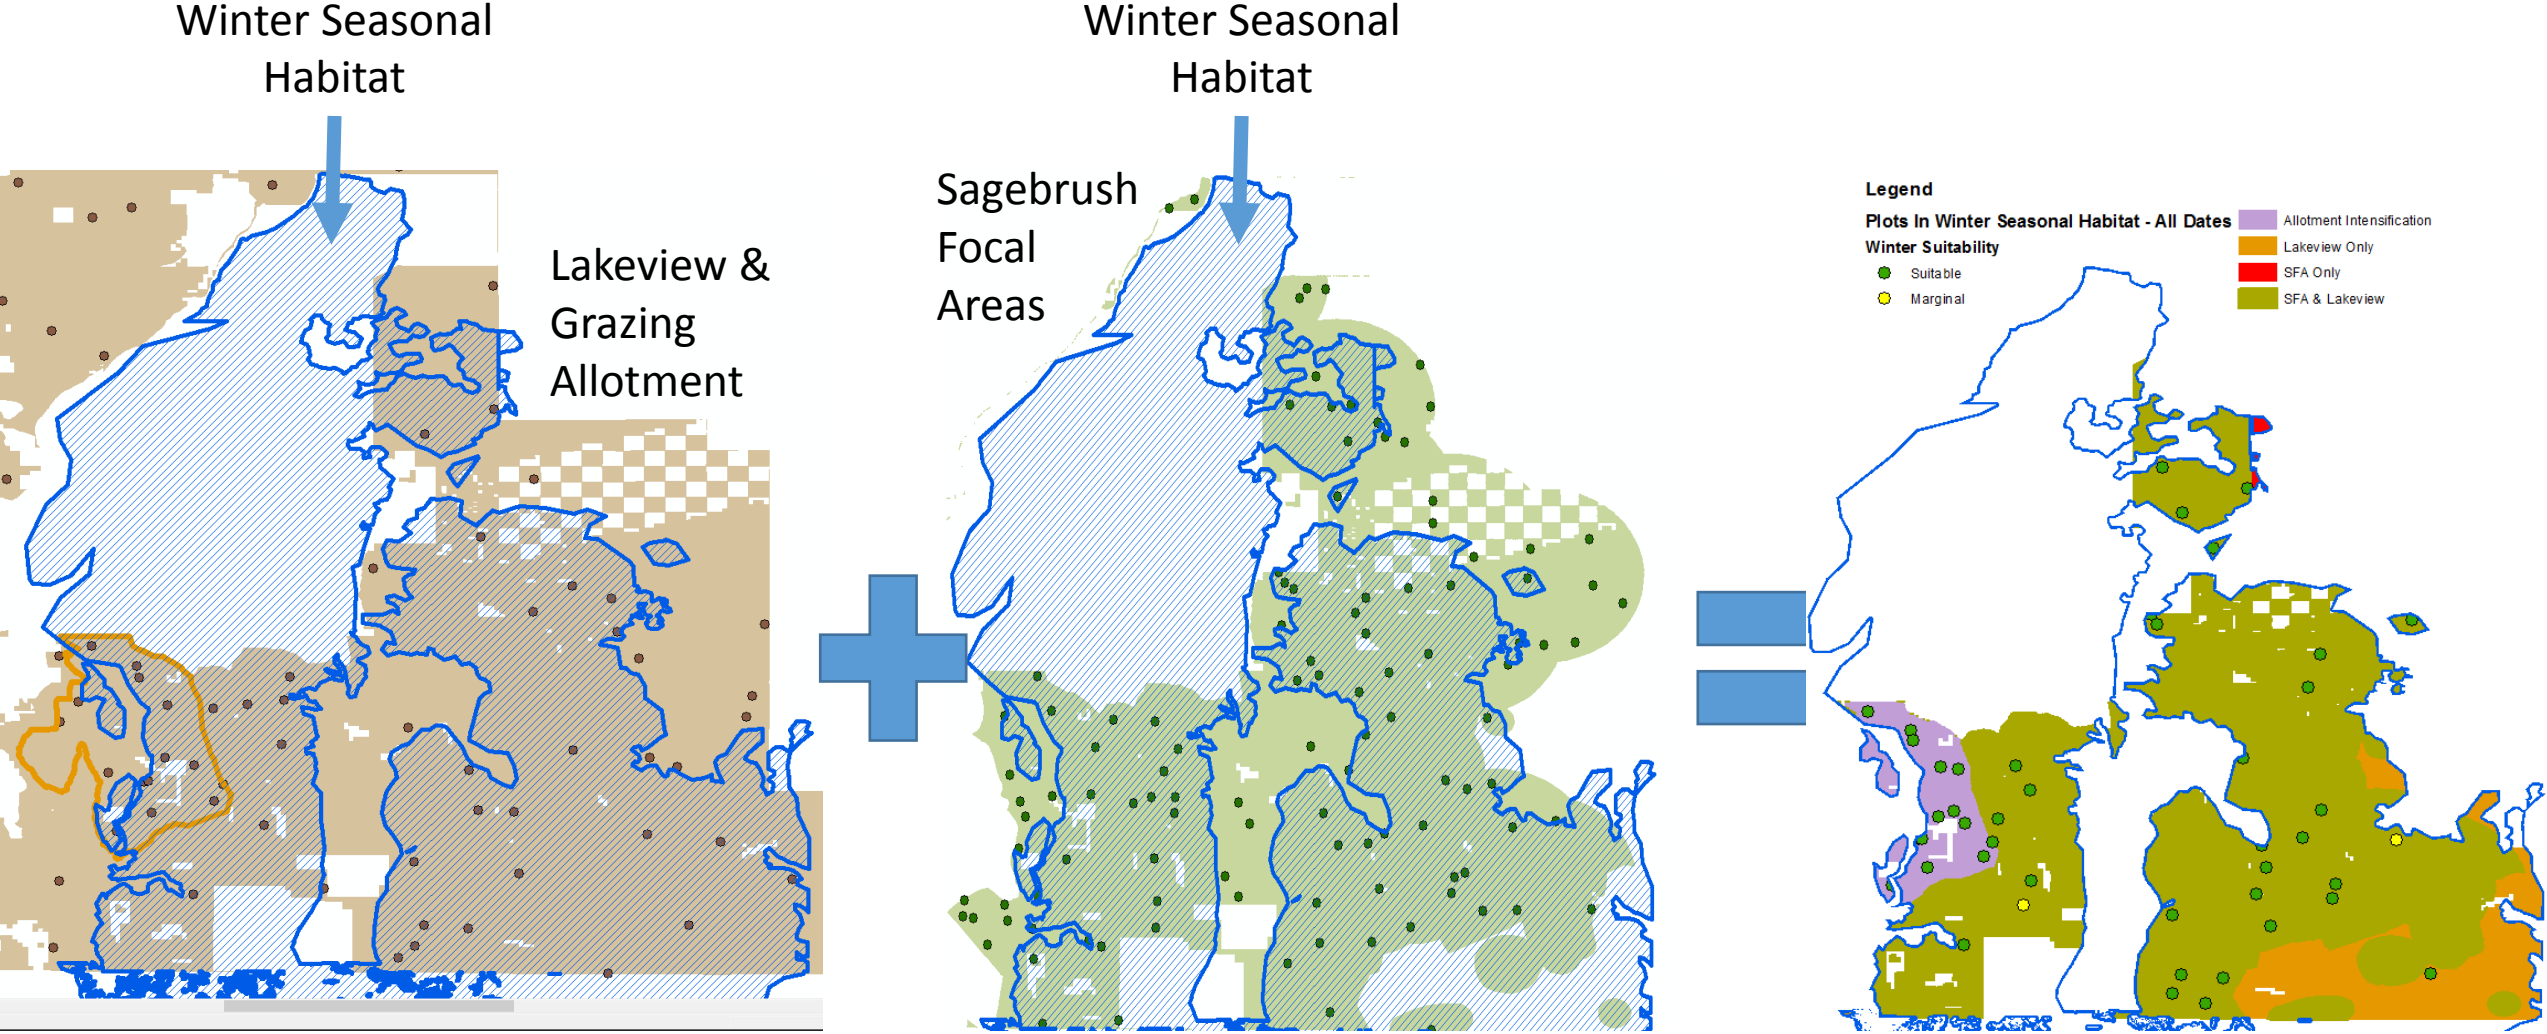 Winter Seasonal
Habitat
Winter Seasonal
Habitat
Lakeview &
Grazing
Allotment
Sagebrush
Focal
Areas
Legend
Plots In Winter Seasonal Habitat - All Dates
Winter Suitability
Suitable
Marginal
Allotment Intensification
Lakeview Only
SFA Only
SFA & Lakeview